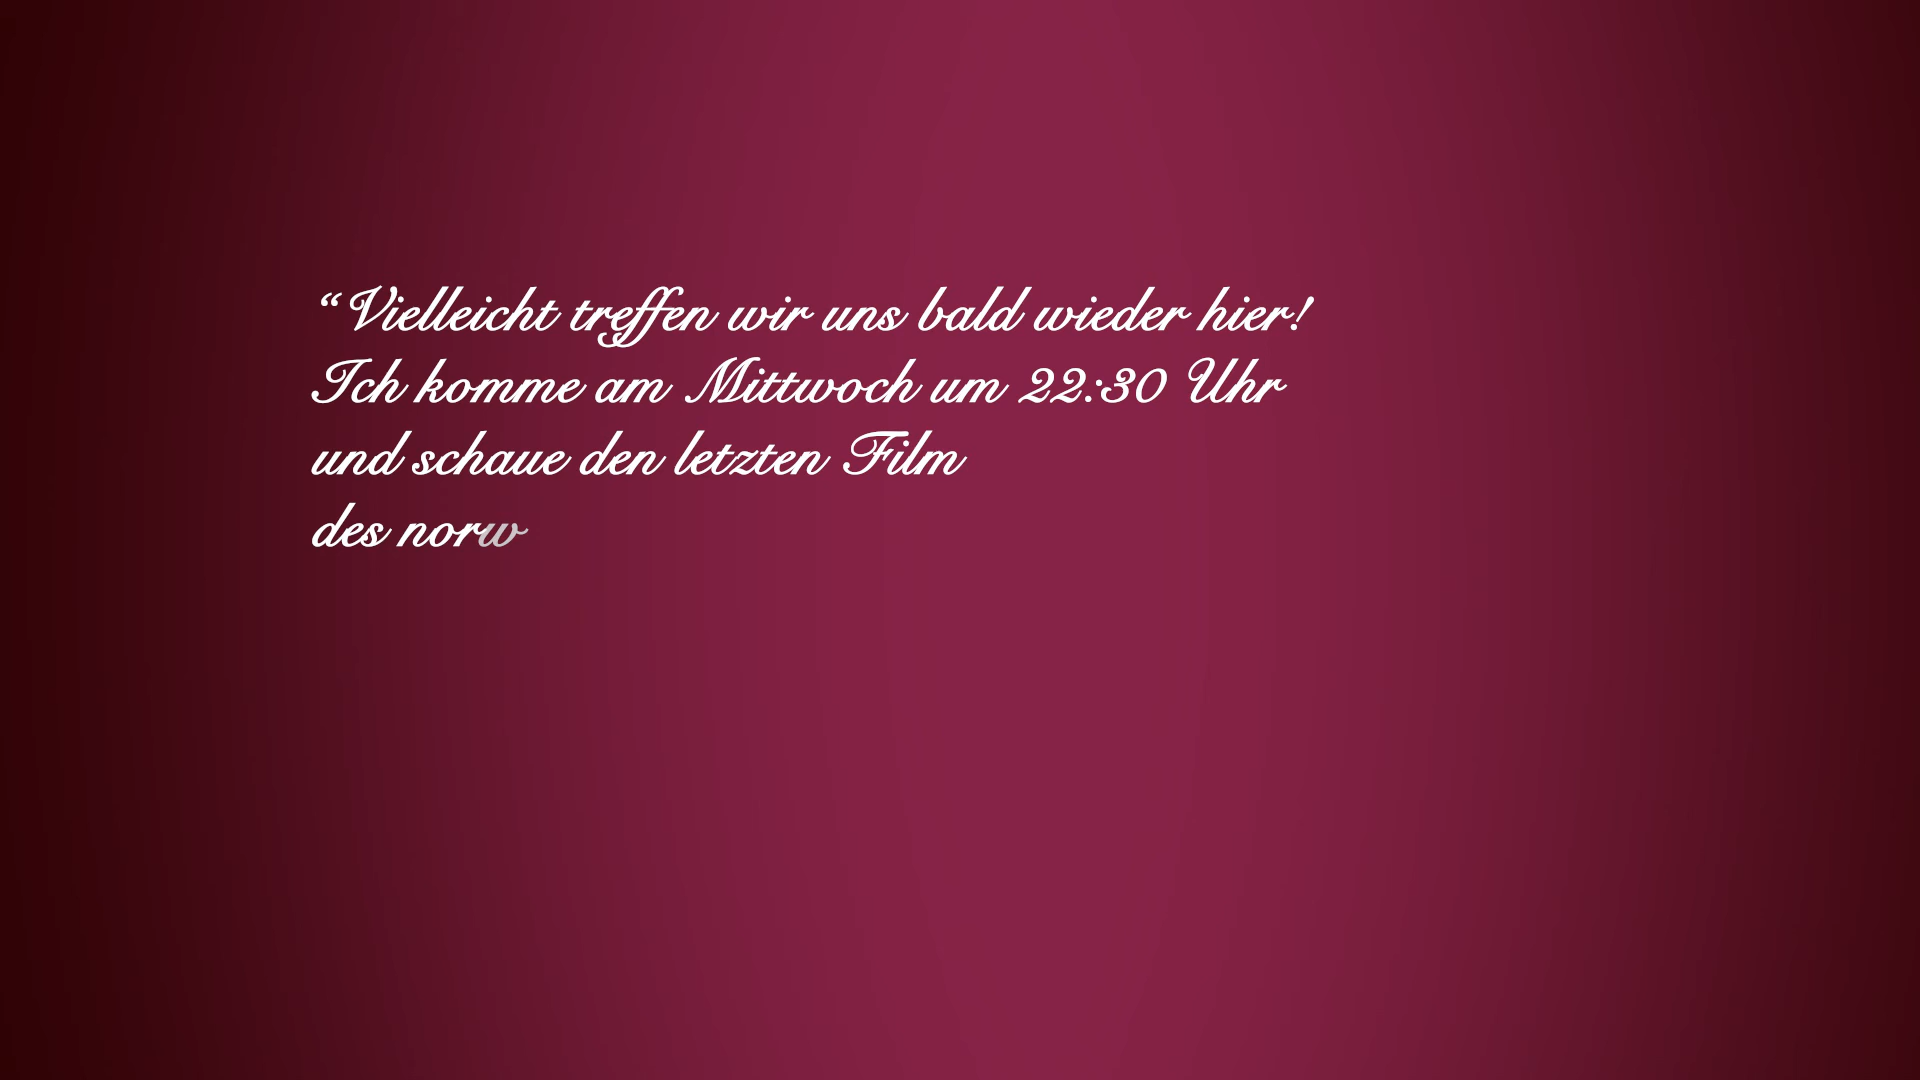 “Vielleicht treffen wir uns bald wieder hier!
Ich komme am Mittwoch um 22:30 Uhr
und schaue den letzten Film
des norw